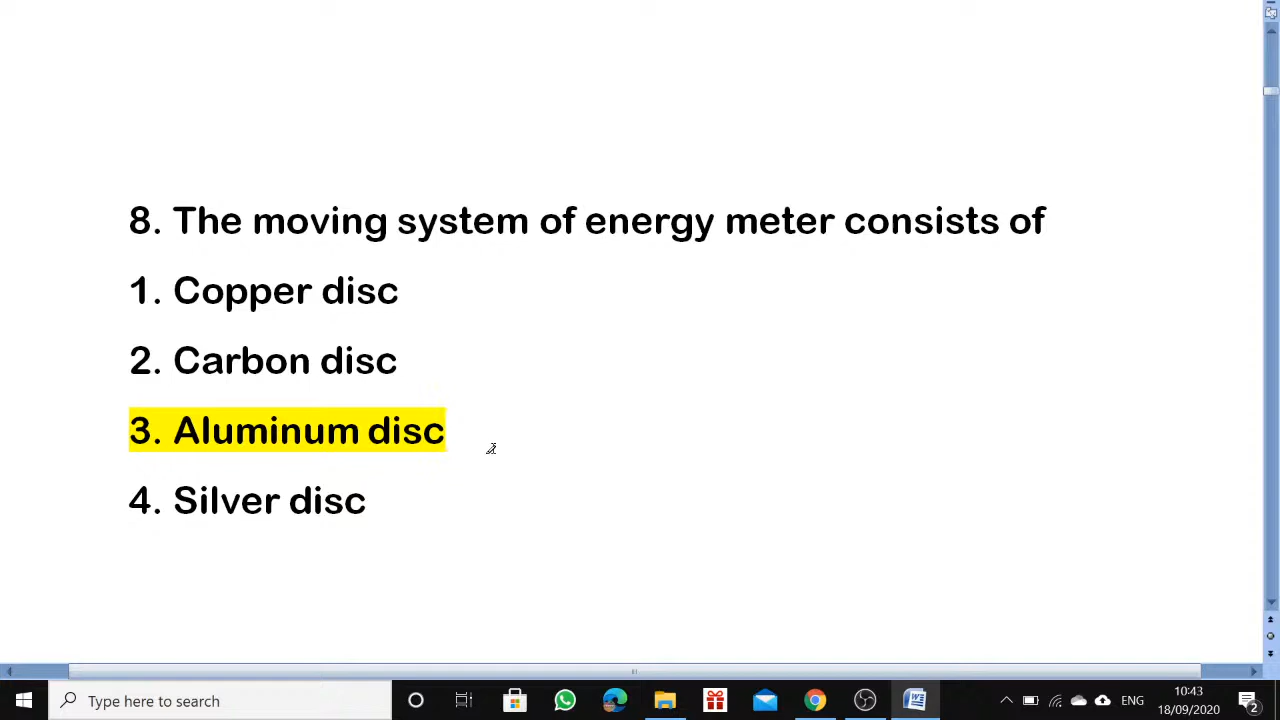 8. The moving system of energy meter consists of
1. Copper disc
2. Carbon disc
3. Aluminum disc
4. Silver disc
Type here to search
ENG
10:43
18/09/2020
2